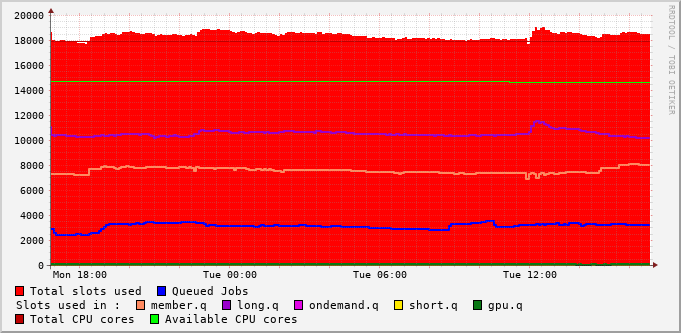 20000
18000
16000
14000
12000
10000
8000
6000
4000
2000
0
Mon 18:00 Tue 00:00 Tue 06:00 Tue 12:00
RRDTOOL / TOBI OETIKER
Total slots used Queued Jobs
Slots used in : member.q long.q ondemand.q short.q gpu.q
Total CPU cores Available CPU cores